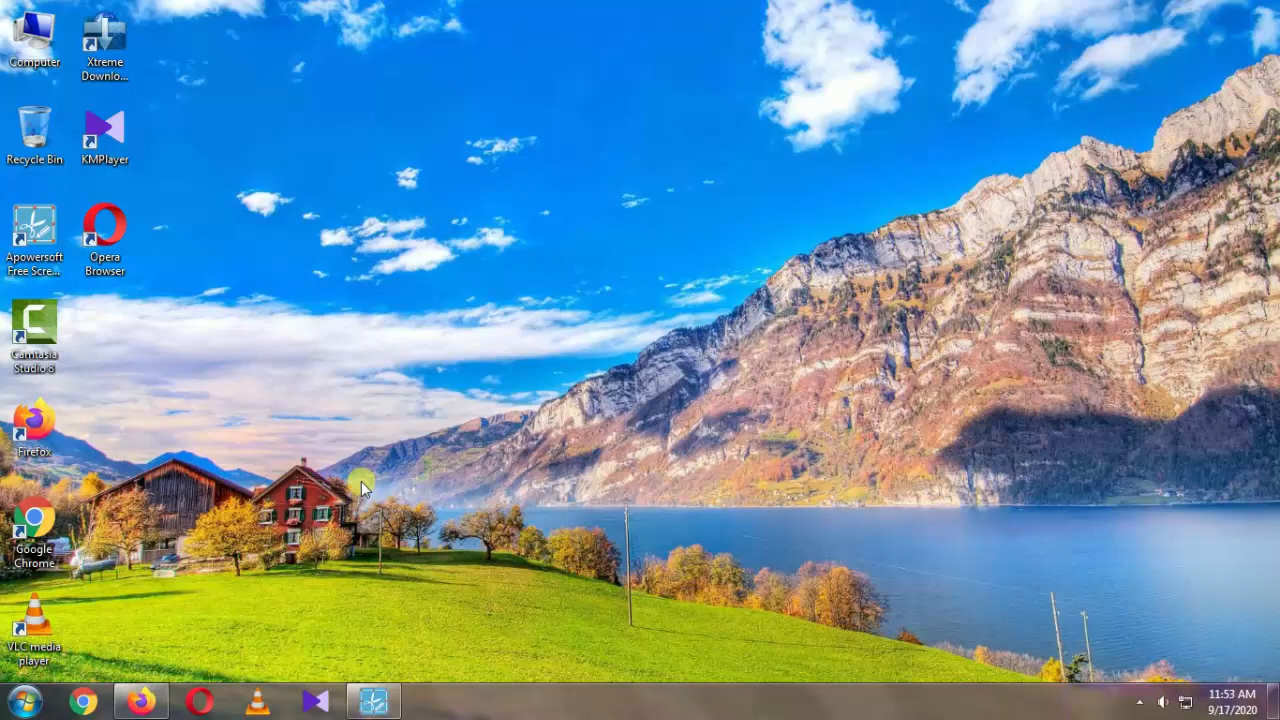 Computer
Xtreme
Downlo...
Recycle Bin
KMPlayer
Apowersoft
Free Scre...
Opera
Browser
Camtasia
Studio 8
Firefox
Google
Chrome
VLC media
player
11:53 AM
9/17/2020